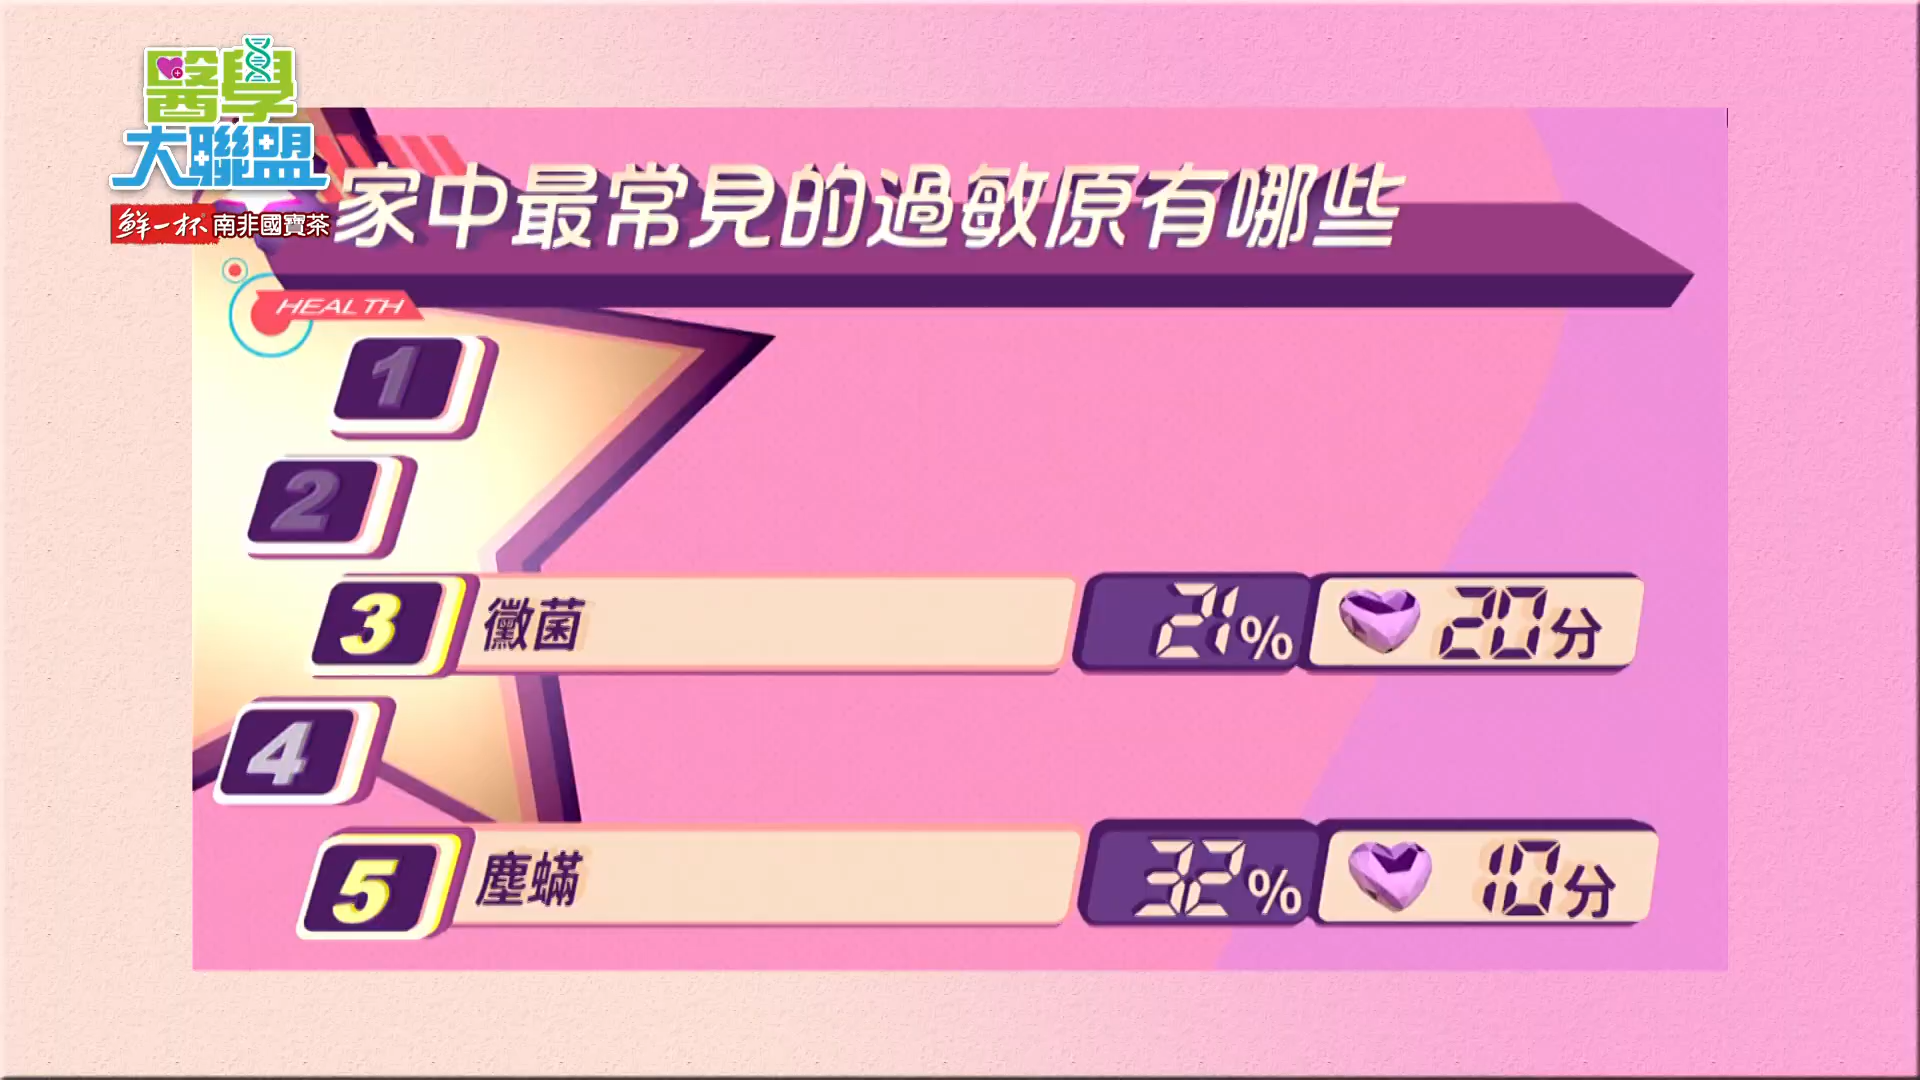 醫學
大聯盟
鮮一杯 南非國寶茶
家中最常見的過敏原有哪些
HEALTH
1
2
3 黴菌 21% 20分
4
5 塵蟎 32% 10分